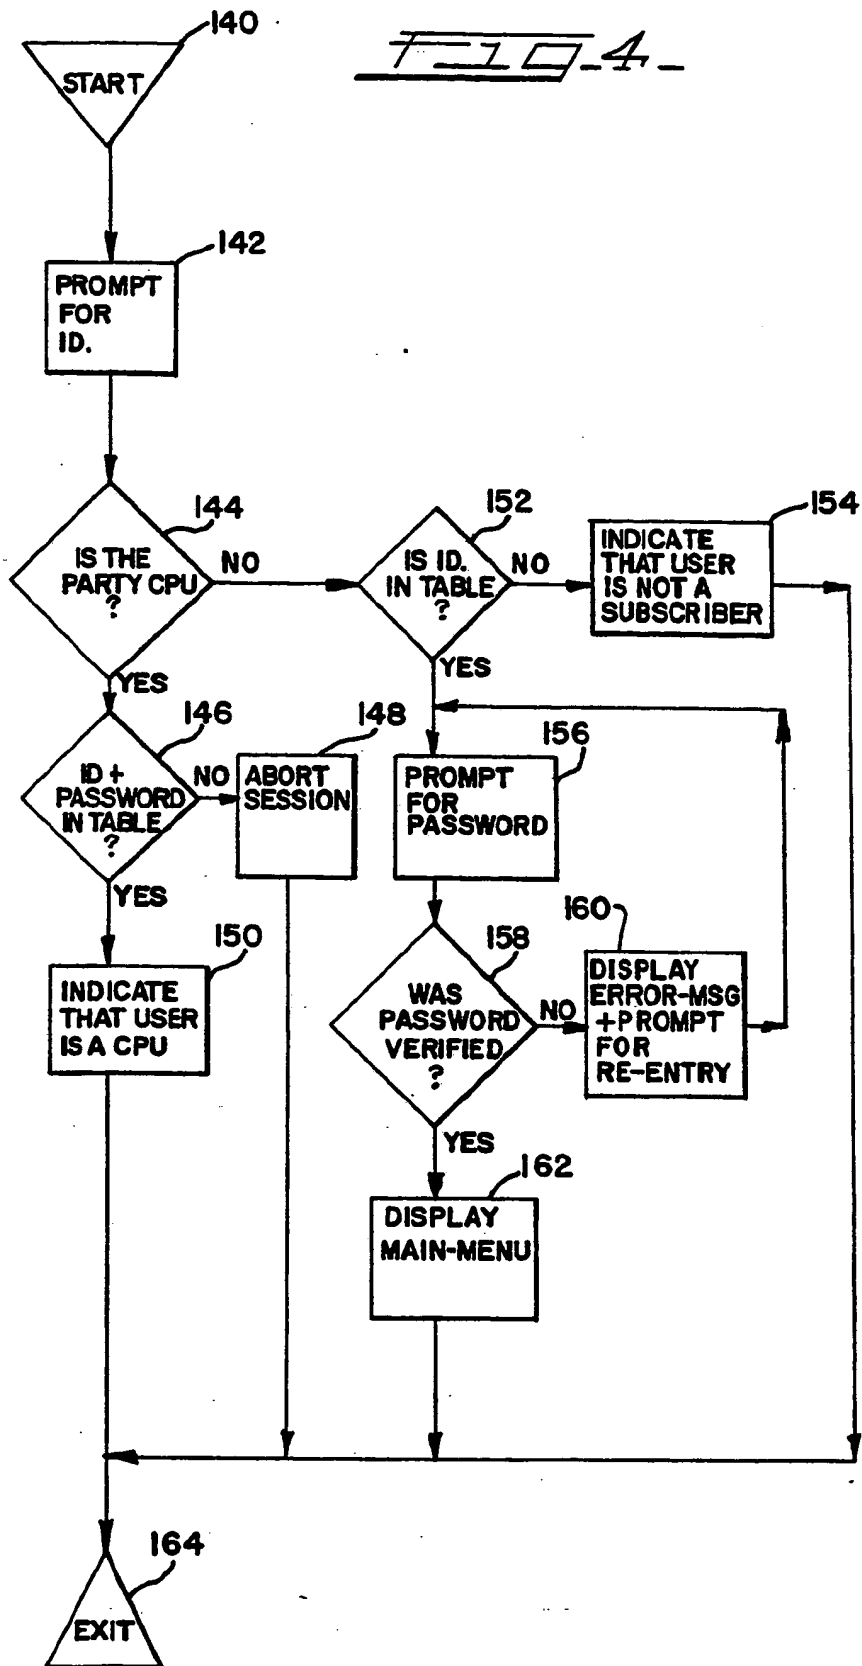 140
Fig. 4.
START
142
PROMPT
FOR
ID.
144
IS THE
PARTY CPU
?
NO
YES
152
IS ID.
IN TABLE
?
NO
YES
154
INDICATE
THAT USER
IS NOT A
SUBSCRIBER
146
ID +
PASSWORD
IN TABLE
?
NO
YES
148
ABORT
SESSION
156
PROMPT
FOR
PASSWORD
150
INDICATE
THAT USER
IS A CPU
158
WAS
PASSWORD
VERIFIED
?
NO
YES
160
DISPLAY
ERROR-MSG
+PROMPT
FOR
RE-ENTRY
162
DISPLAY
MAIN-MENU
164
EXIT